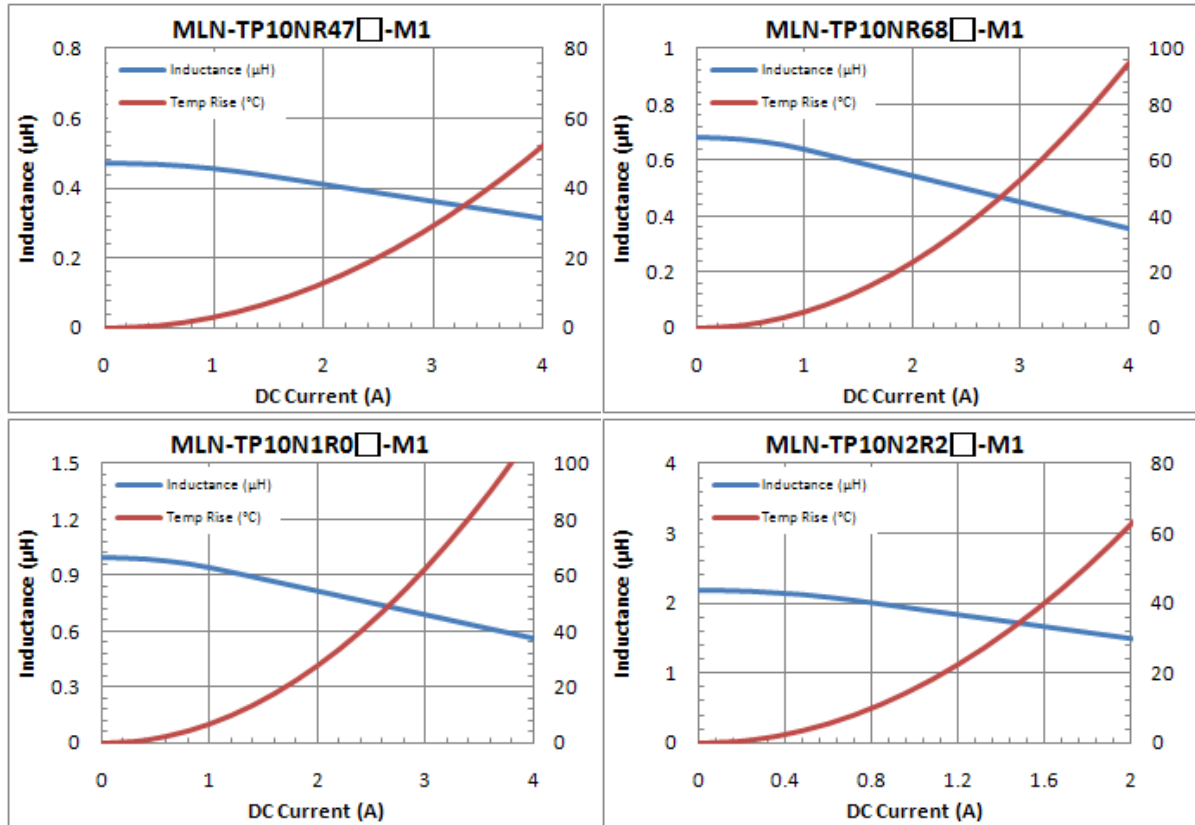 MLN-TP10NR47□-M1
Inductance (µH)
Temp Rise (°C)
0.8
0.6
0.4
0.2
0
80
60
40
20
0
0 1 2 3 4
Inductance (µH)
DC Current (A)
MLN-TP10NR68□-M1
Inductance (µH)
Temp Rise (°C)
1
0.8
0.6
0.4
0.2
0
100
80
60
40
20
0
0 1 2 3 4
Inductance (µH)
DC Current (A)
MLN-TP10N1R0□-M1
Inductance (µH)
Temp Rise (°C)
1.5
1.2
0.9
0.6
0.3
0
100
80
60
40
20
0
0 1 2 3 4
Inductance (µH)
DC Current (A)
MLN-TP10N2R2□-M1
Inductance (µH)
Temp Rise (°C)
4
3
2
1
0
80
60
40
20
0
0 0.4 0.8 1.2 1.6 2
Inductance (µH)
DC Current (A)